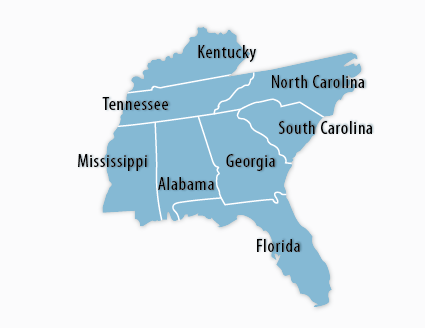 Kentucky
North Carolina
Tennessee
South Carolina
Mississippi
Georgia
Alabama
Florida